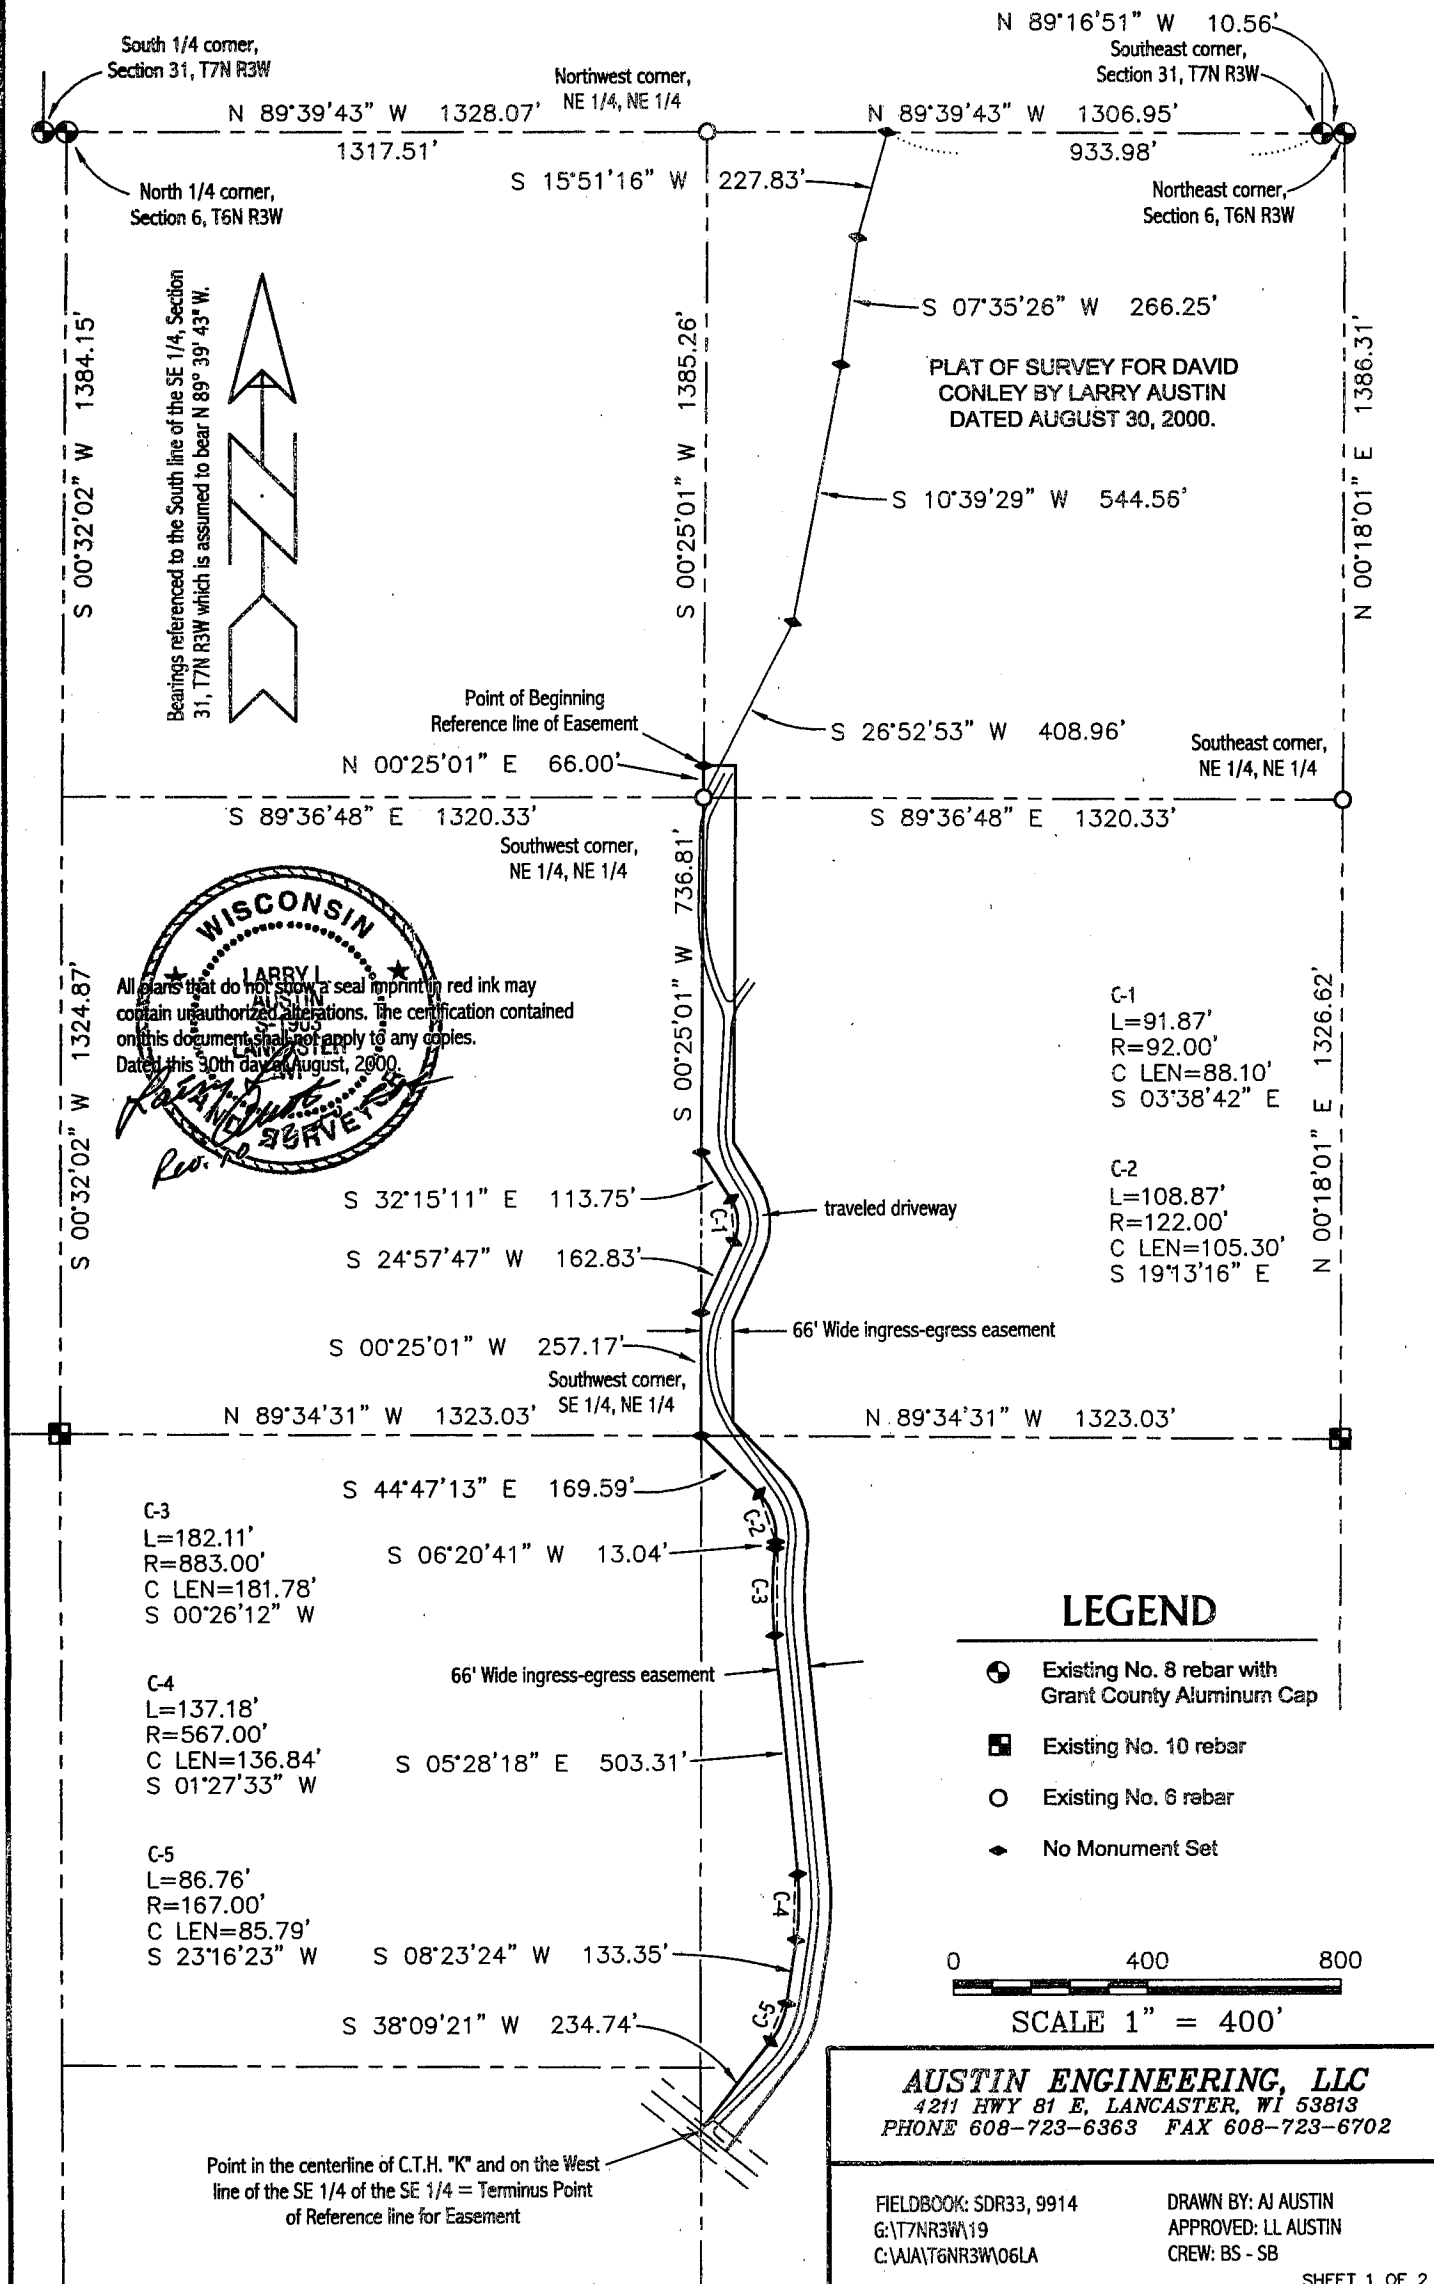 N 89°16'51" W 10.56'
South 1/4 corner,
Section 31, T7N R3W
Northwest corner,
NE 1/4, NE 1/4
Southeast corner,
Section 31, T7N R3W
N 89°39'43" W 1328.07'
N 89°39'43" W 1306.95'
1317.51'
933.98'
S 15°51'16" W 227.83'
North 1/4 corner,
Section 6, T6N R3W
Northeast corner,
Section 6, T6N R3W
Bearings referenced to the South line of the SE 1/4, Section
31, T7N R3W which is assumed to bear N 89° 39' 43" W.
S 00°32'02" W 1384.15'
S 00°25'01" W 1385.26'
N 00°18'01" E 1386.31'
S 07°35'26" W 266.25'
PLAT OF SURVEY FOR DAVID
CONLEY BY LARRY AUSTIN
DATED AUGUST 30, 2000.
S 10°39'29" W 544.56'
Point of Beginning
Reference line of Easement
S 26°52'53" W 408.96'
N 00°25'01" E 66.00'
Southeast corner,
NE 1/4, NE 1/4
S 89°36'48" E 1320.33'
S 89°36'48" E 1320.33'
Southwest corner,
NE 1/4, NE 1/4
WISCONSIN
LARRY L.
AUSTIN
S-1903
LANCASTER
WI
LAND SURVEYOR
All plans that do not show a seal imprint in red ink may
contain unauthorized alterations. The certification contained
on this document shall not apply to any copies.
Dated this 30th day of August, 2000.
Rev. 10
S 00°32'02" W 1324.87'
S 00°25'01" W 736.81'
N 00°18'01" E 1326.62'
C-1
L=91.87'
R=92.00'
C LEN=88.10'
S 03°38'42" E
C-2
L=108.87'
R=122.00'
C LEN=105.30'
S 19°13'16" E
S 32°15'11" E 113.75'
C-1
traveled driveway
S 24°57'47" W 162.83'
66' Wide ingress-egress easement
S 00°25'01" W 257.17'
Southwest corner,
SE 1/4, NE 1/4
N 89°34'31" W 1323.03'
N 89°34'31" W 1323.03'
S 44°47'13" E 169.59'
C-2
C-3
L=182.11'
R=883.00'
C LEN=181.78'
S 00°26'12" W
S 06°20'41" W 13.04'
C-3
LEGEND
Existing No. 8 rebar with
Grant County Aluminum Cap
Existing No. 10 rebar
Existing No. 6 rebar
No Monument Set
66' Wide ingress-egress easement
C-4
L=137.18'
R=567.00'
C LEN=136.84'
S 01°27'33" W
S 05°28'18" E 503.31'
C-4
C-5
L=86.76'
R=167.00'
C LEN=85.79'
S 23°16'23" W
S 08°23'24" W 133.35'
C-5
S 38°09'21" W 234.74'
0 400 800
SCALE 1" = 400'
Point in the centerline of C.T.H. "K" and on the West
line of the SE 1/4 of the SE 1/4 = Terminus Point
of Reference line for Easement
AUSTIN ENGINEERING, LLC
4211 HWY 81 E, LANCASTER, WI 53813
PHONE 608-723-6363 FAX 608-723-6702
FIELDBOOK: SDR33, 9914
G:\T7NR3W\19
C:\AJA\T6NR3W\06LA
DRAWN BY: AJ AUSTIN
APPROVED: LL AUSTIN
CREW: BS - SB
SHEET 1 OF 2